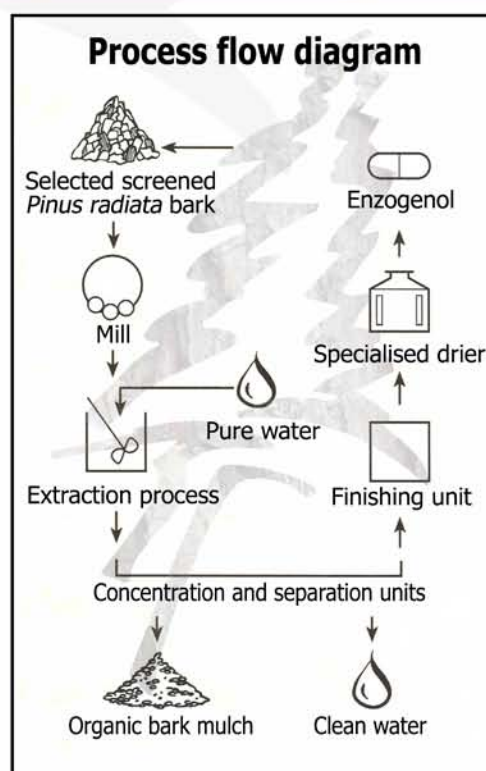 Process flow diagram
Selected screened
Pinus radiata bark
Enzogenol
Mill
Specialised drier
Pure water
Extraction process
Finishing unit
Concentration and separation units
Organic bark mulch
Clean water